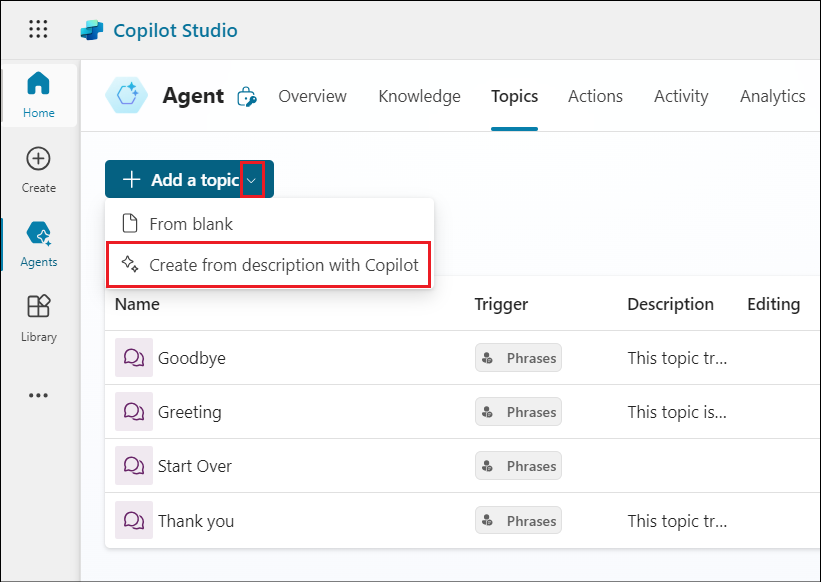 Copilot Studio
Home
Create
Agents
Library
Agent Overview Knowledge Topics Actions Activity Analytics
Add a topic
From blank
Create from description with Copilot
Name Trigger Description Editing
Goodbye Phrases This topic tr...
Greeting Phrases This topic is...
Start Over Phrases
Thank you Phrases This topic tr...